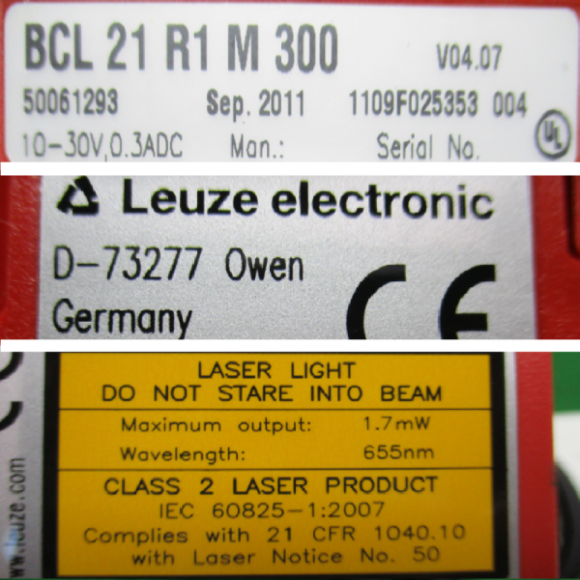 BCL 21 R1 M 300 V04.07
50061293 Sep. 2011 1109F025353 004
10-30V,0.3ADC Man.: Serial No.
UL
Leuze electronic
D-73277 Owen
Germany
CE
LASER LIGHT
DO NOT STARE INTO BEAM
Maximum output: 1.7mW
Wavelength: 655nm
CLASS 2 LASER PRODUCT
IEC 60825-1:2007
Complies with 21 CFR 1040.10
with Laser Notice No. 50
www.leuze.com